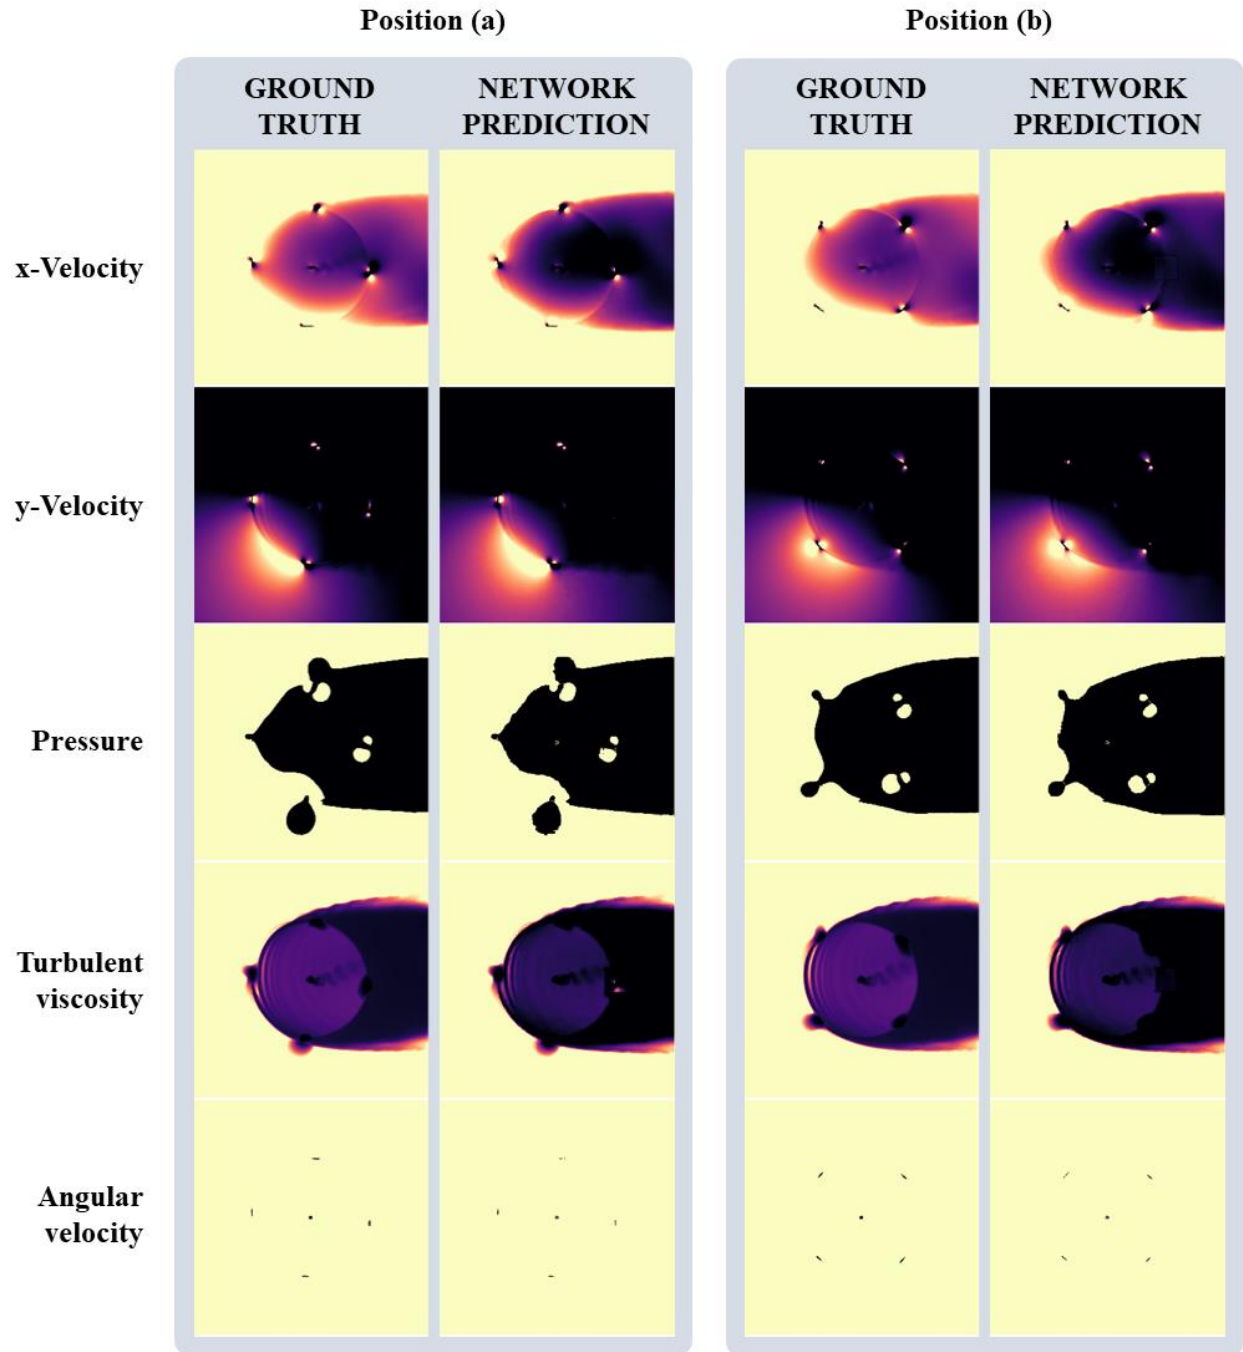 Position (a)
Position (b)
GROUND
TRUTH
NETWORK
PREDICTION
GROUND
TRUTH
NETWORK
PREDICTION
x-Velocity
y-Velocity
Pressure
Turbulent
viscosity
Angular
velocity